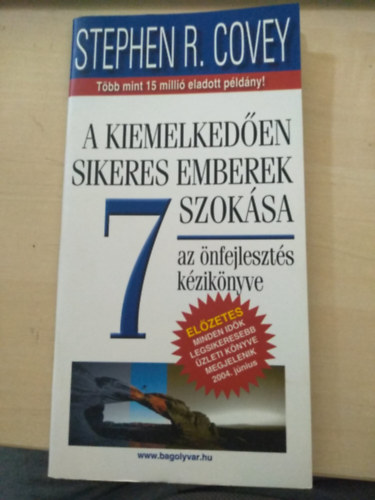 STEPHEN R. COVEY
Több mint 15 millió eladott példány!
A KIEMELKEDŐEN
SIKERES EMBEREK
7 SZOKÁSA
az önfejlesztés
kézikönyve
ELŐZETES
MINDEN IDŐK
LEGSIKERESEBB
ÜZLETI KÖNYVE
MEGJELENIK
2004. június
www.bagolyvar.hu